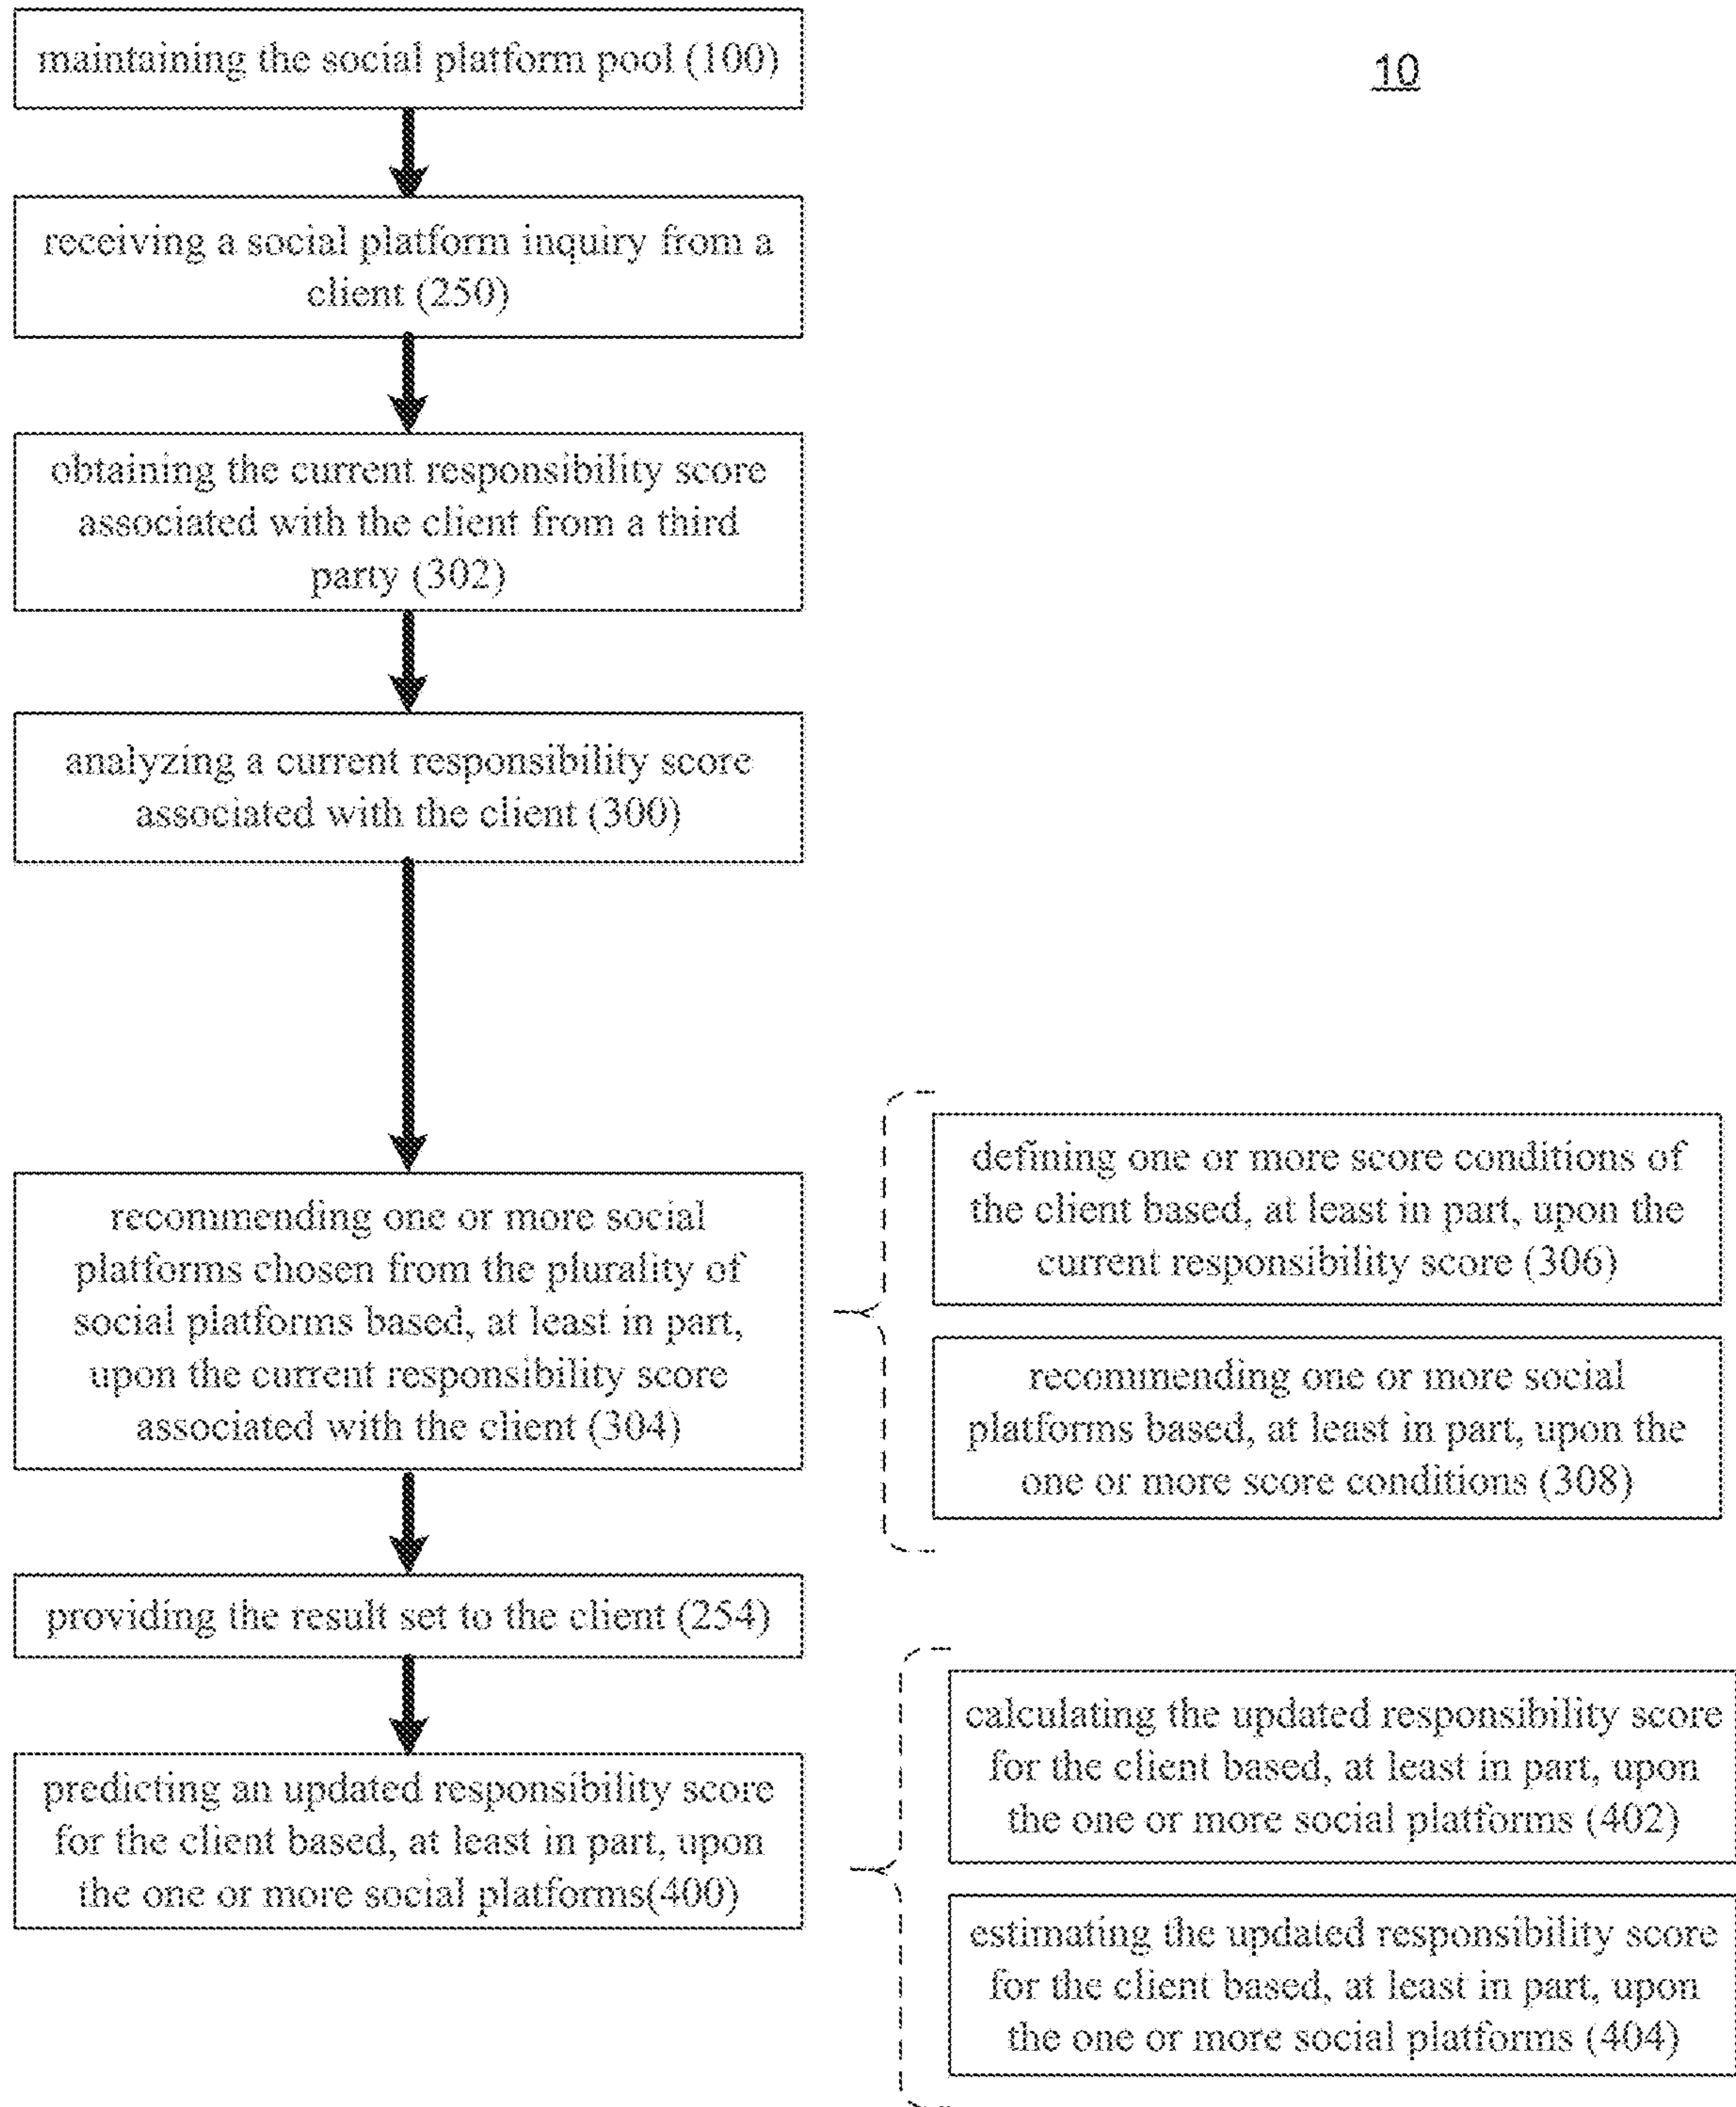 maintaining the social platform pool (100)
10
receiving a social platform inquiry from a
client (250)
obtaining the current responsibility score
associated with the client from a third
party (302)
analyzing a current responsibility score
associated with the client (300)
recommending one or more social
platforms chosen from the plurality of
social platforms based, at least in part,
upon the current responsibility score
associated with the client (304)
defining one or more score conditions of
the client based, at least in part, upon the
current responsibility score (306)
recommending one or more social
platforms based, at least in part, upon the
one or more score conditions (308)
providing the result set to the client (254)
predicting an updated responsibility score
for the client based, at least in part, upon
the one or more social platforms(400)
calculating the updated responsibility score
for the client based, at least in part, upon
the one or more social platforms (402)
estimating the updated responsibility score
for the client based, at least in part, upon
the one or more social platforms (404)